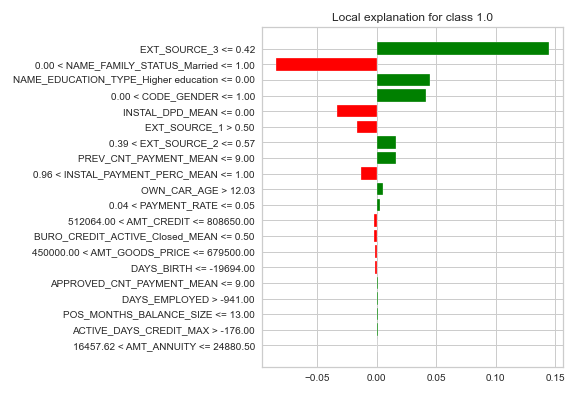 Local explanation for class 1.0
EXT_SOURCE_3 <= 0.42
0.00 < NAME_FAMILY_STATUS_Married <= 1.00
NAME_EDUCATION_TYPE_Higher education <= 0.00
0.00 < CODE_GENDER <= 1.00
INSTAL_DPD_MEAN <= 0.00
EXT_SOURCE_1 > 0.50
0.39 < EXT_SOURCE_2 <= 0.57
PREV_CNT_PAYMENT_MEAN <= 9.00
0.96 < INSTAL_PAYMENT_PERC_MEAN <= 1.00
OWN_CAR_AGE > 12.03
0.04 < PAYMENT_RATE <= 0.05
512064.00 < AMT_CREDIT <= 808650.00
BURO_CREDIT_ACTIVE_Closed_MEAN <= 0.50
450000.00 < AMT_GOODS_PRICE <= 679500.00
DAYS_BIRTH <= -19694.00
APPROVED_CNT_PAYMENT_MEAN <= 9.00
DAYS_EMPLOYED > -941.00
POS_MONTHS_BALANCE_SIZE <= 13.00
ACTIVE_DAYS_CREDIT_MAX > -176.00
16457.62 < AMT_ANNUITY <= 24880.50
−0.05 0.00 0.05 0.10 0.15